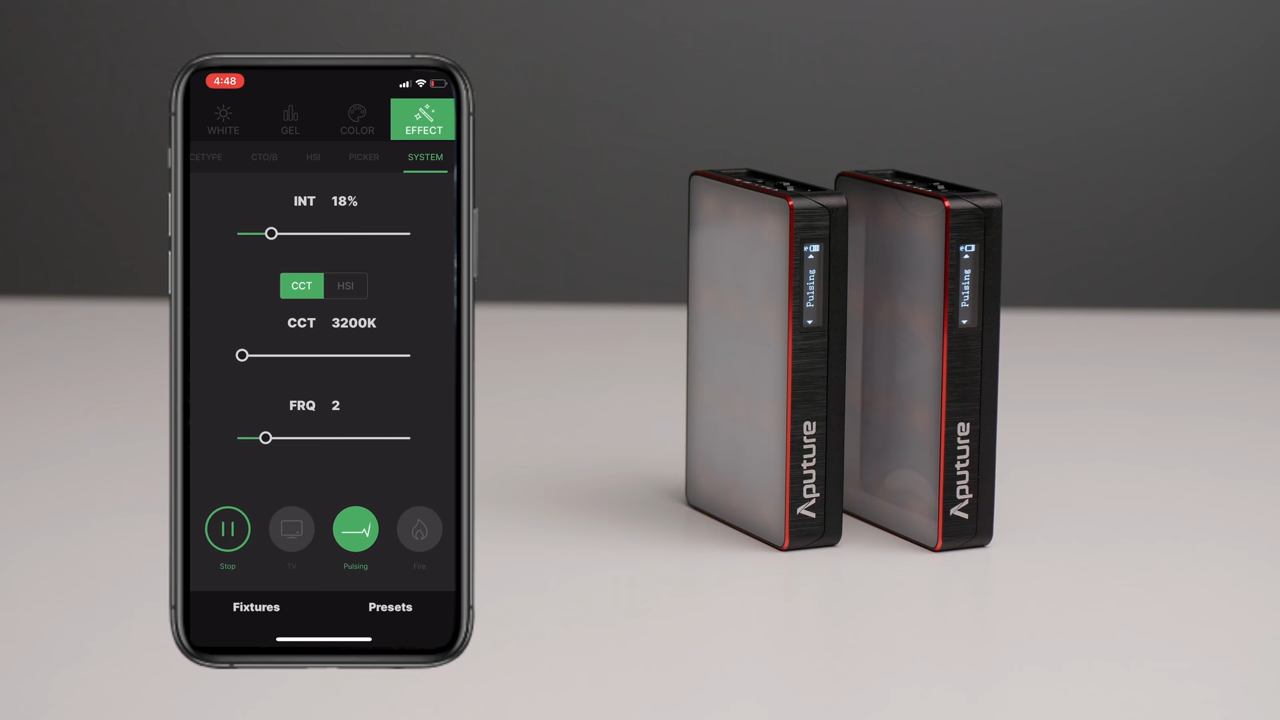 4:48
WHITE GEL COLOR EFFECT
CETYPE CTO/B HSI PICKER SYSTEM
INT 18%
CCT HSI
CCT 3200K
FRQ 2
Stop TV Pulsing Fire
Fixtures Presets
Pulsing
Aputure
Pulsing
Aputure